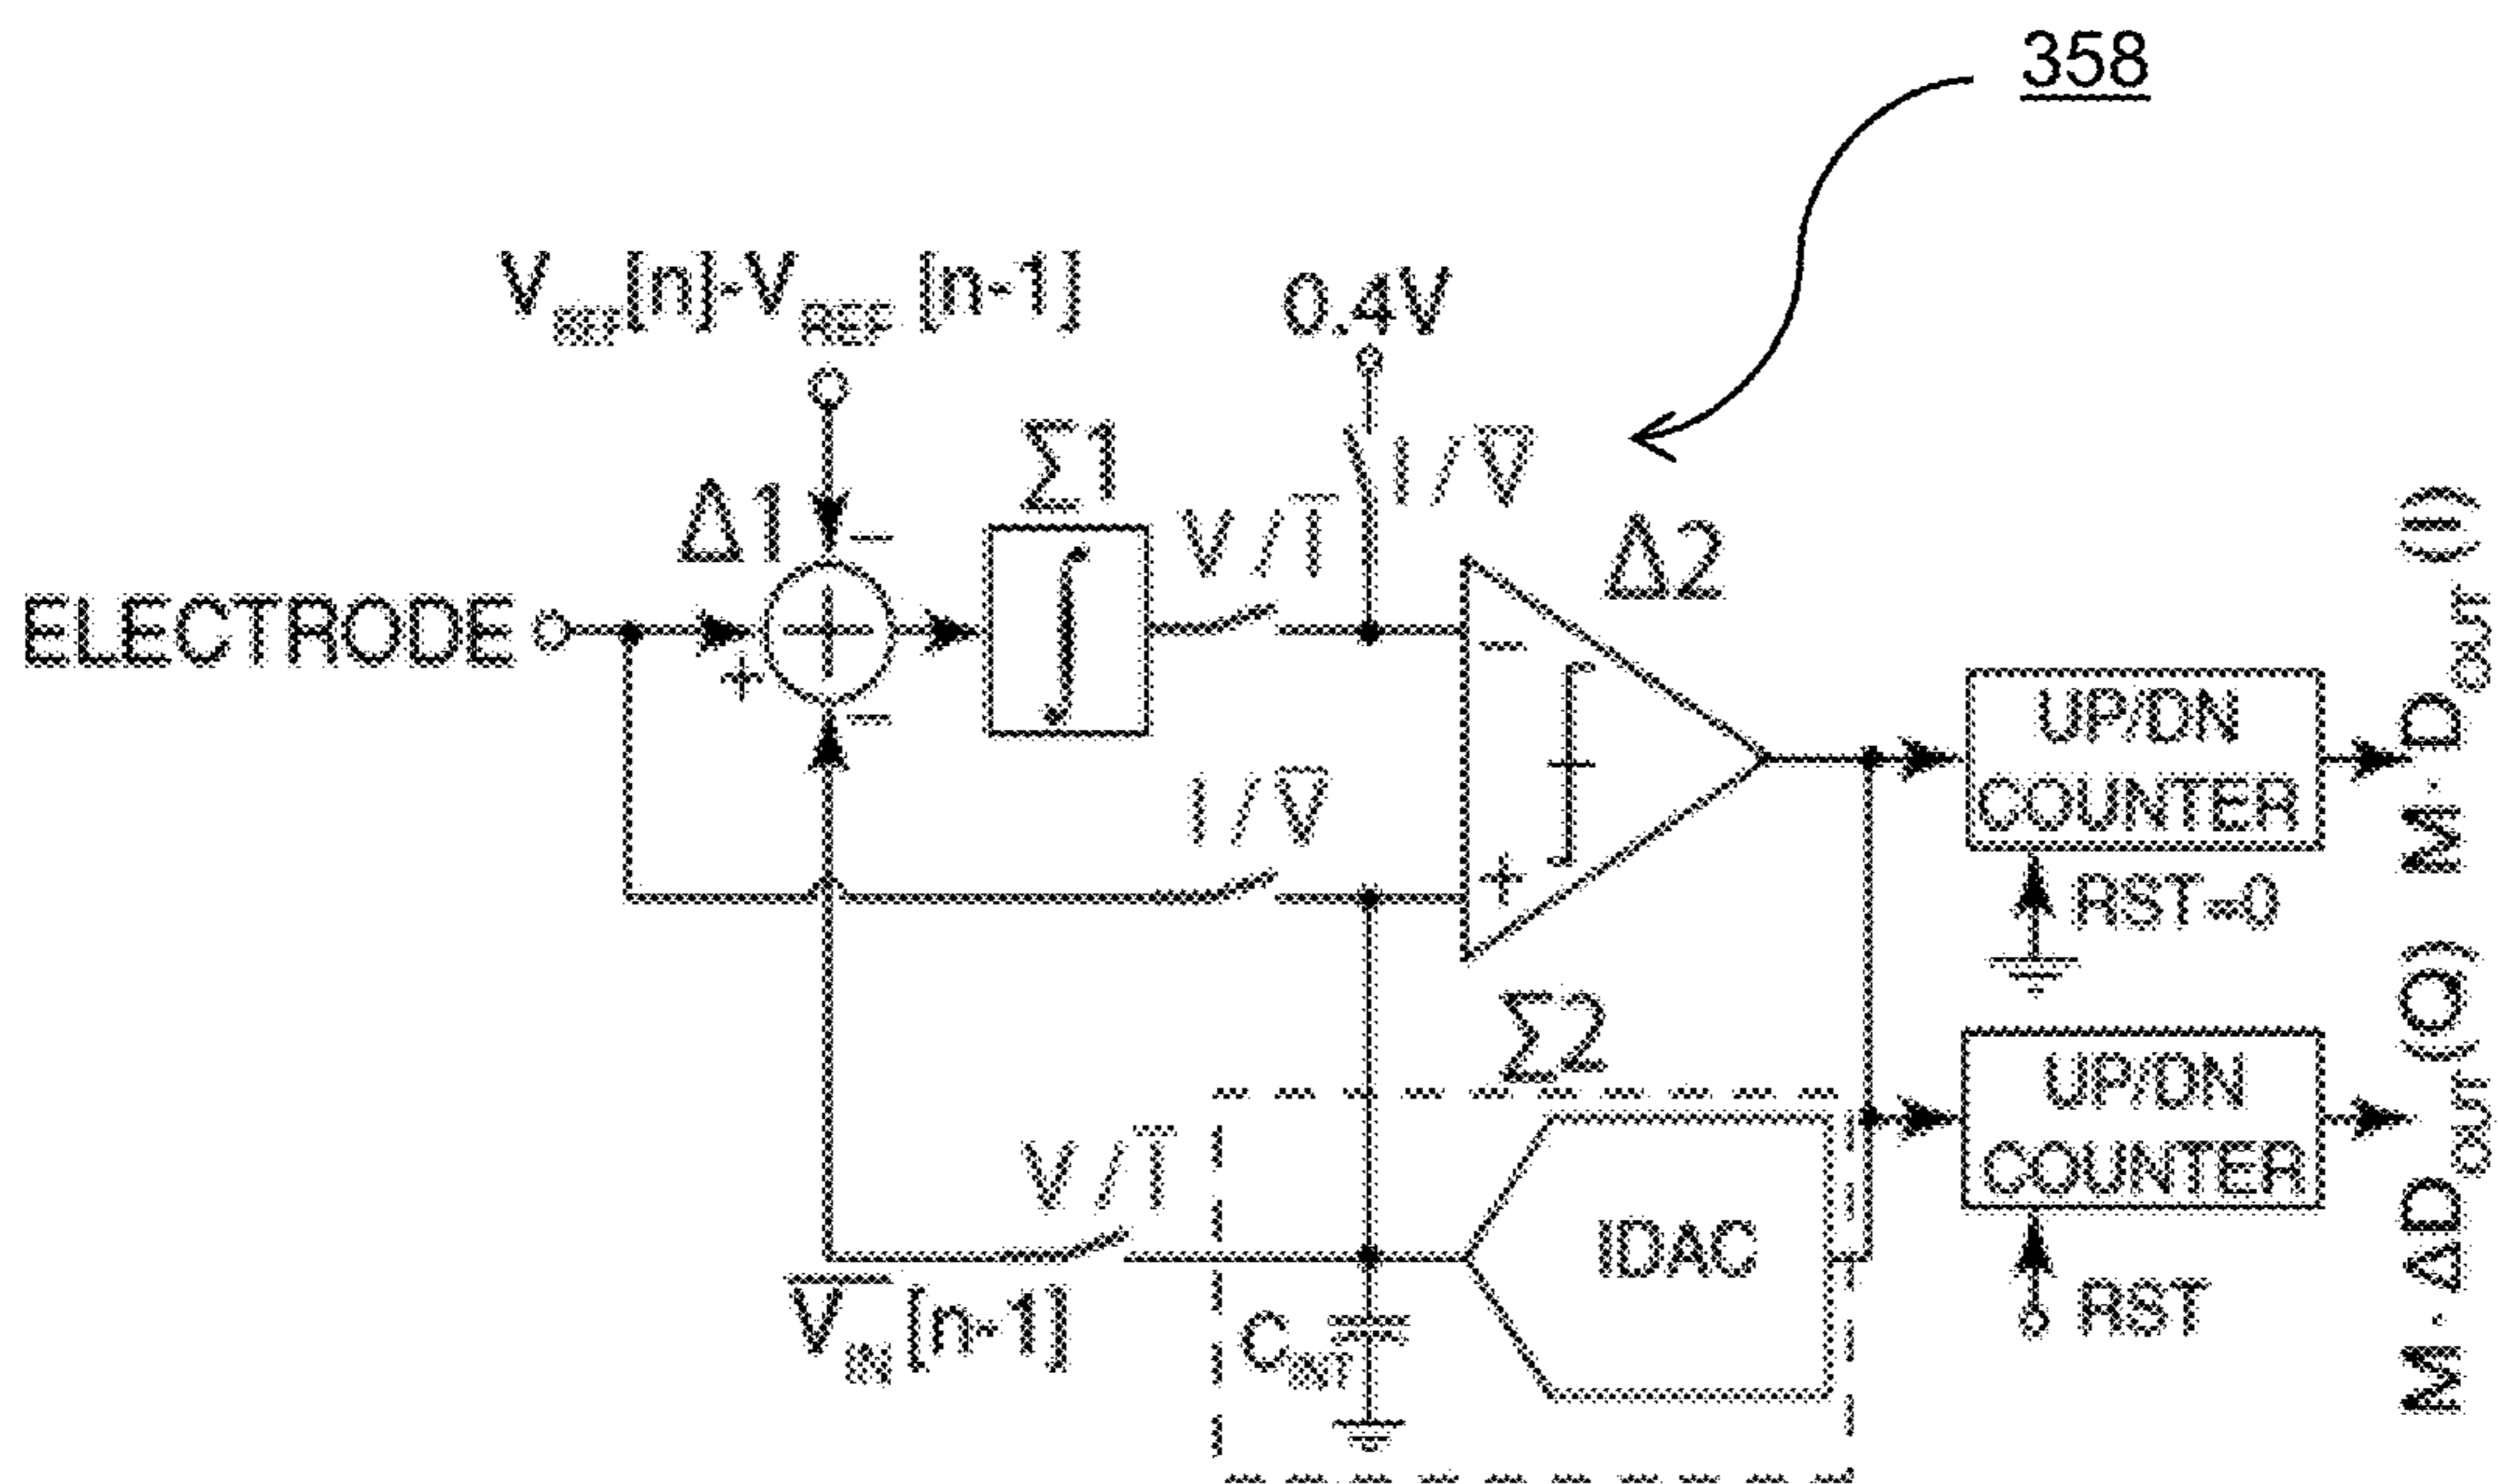 358
V_REF[n]-V_REF[n-1]
0.4V
Σ1
I/V̅
Δ1
V/T̅
Δ2
ELECTRODE
+
−
−
−
+
UP/DN
COUNTER
M·D_OUT(I)
I/V̅
RST=0
Σ2
UP/DN
COUNTER
M·ΔD_OUT(O)
V/T̅
IDAC
RST
V̅_IN[n-1]
C_INT